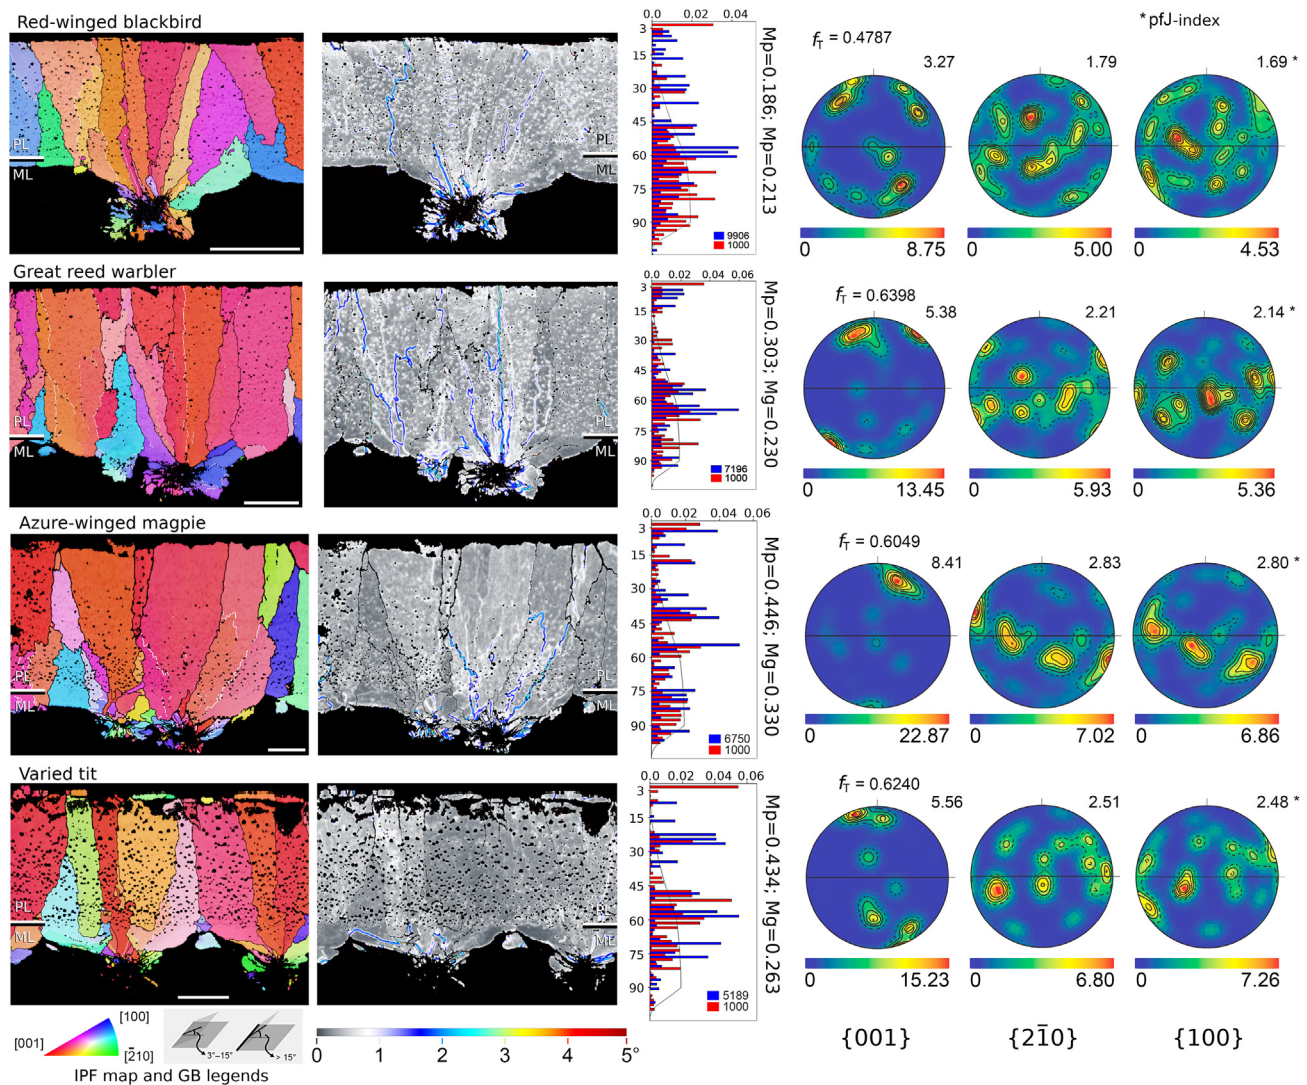 Red-winged blackbird
PL
ML
PL
ML
0.0 0.02 0.04
3
15
30
45
60
75
90
9906
1000
Mp=0.186; Mp=0.213
fT = 0.4787
*pfJ-index
3.27
1.79
1.69 *
0 8.75
0 5.00
0 4.53
Great reed warbler
PL
ML
PL
ML
0.0 0.02 0.04 0.06
3
15
30
45
60
75
90
7196
1000
Mp=0.303; Mg=0.230
fT = 0.6398
5.38
2.21
2.14 *
0 13.45
0 5.93
0 5.36
Azure-winged magpie
PL
ML
PL
ML
0.0 0.02 0.04 0.06
3
15
30
45
60
75
90
6750
1000
Mp=0.446; Mg=0.330
fT = 0.6049
8.41
2.83
2.80 *
0 22.87
0 7.02
0 6.86
Varied tit
PL
ML
PL
ML
0.0 0.02 0.04 0.06
3
15
30
45
60
75
90
5189
1000
Mp=0.434; Mg=0.263
fT = 0.6240
5.56
2.51
2.48 *
0 15.23
0 6.80
0 7.26
[100]
[001]
[2̄10]
3°–15°
> 15°
IPF map and GB legends
0 1 2 3 4 5°
{001}
{21̄0}
{100}